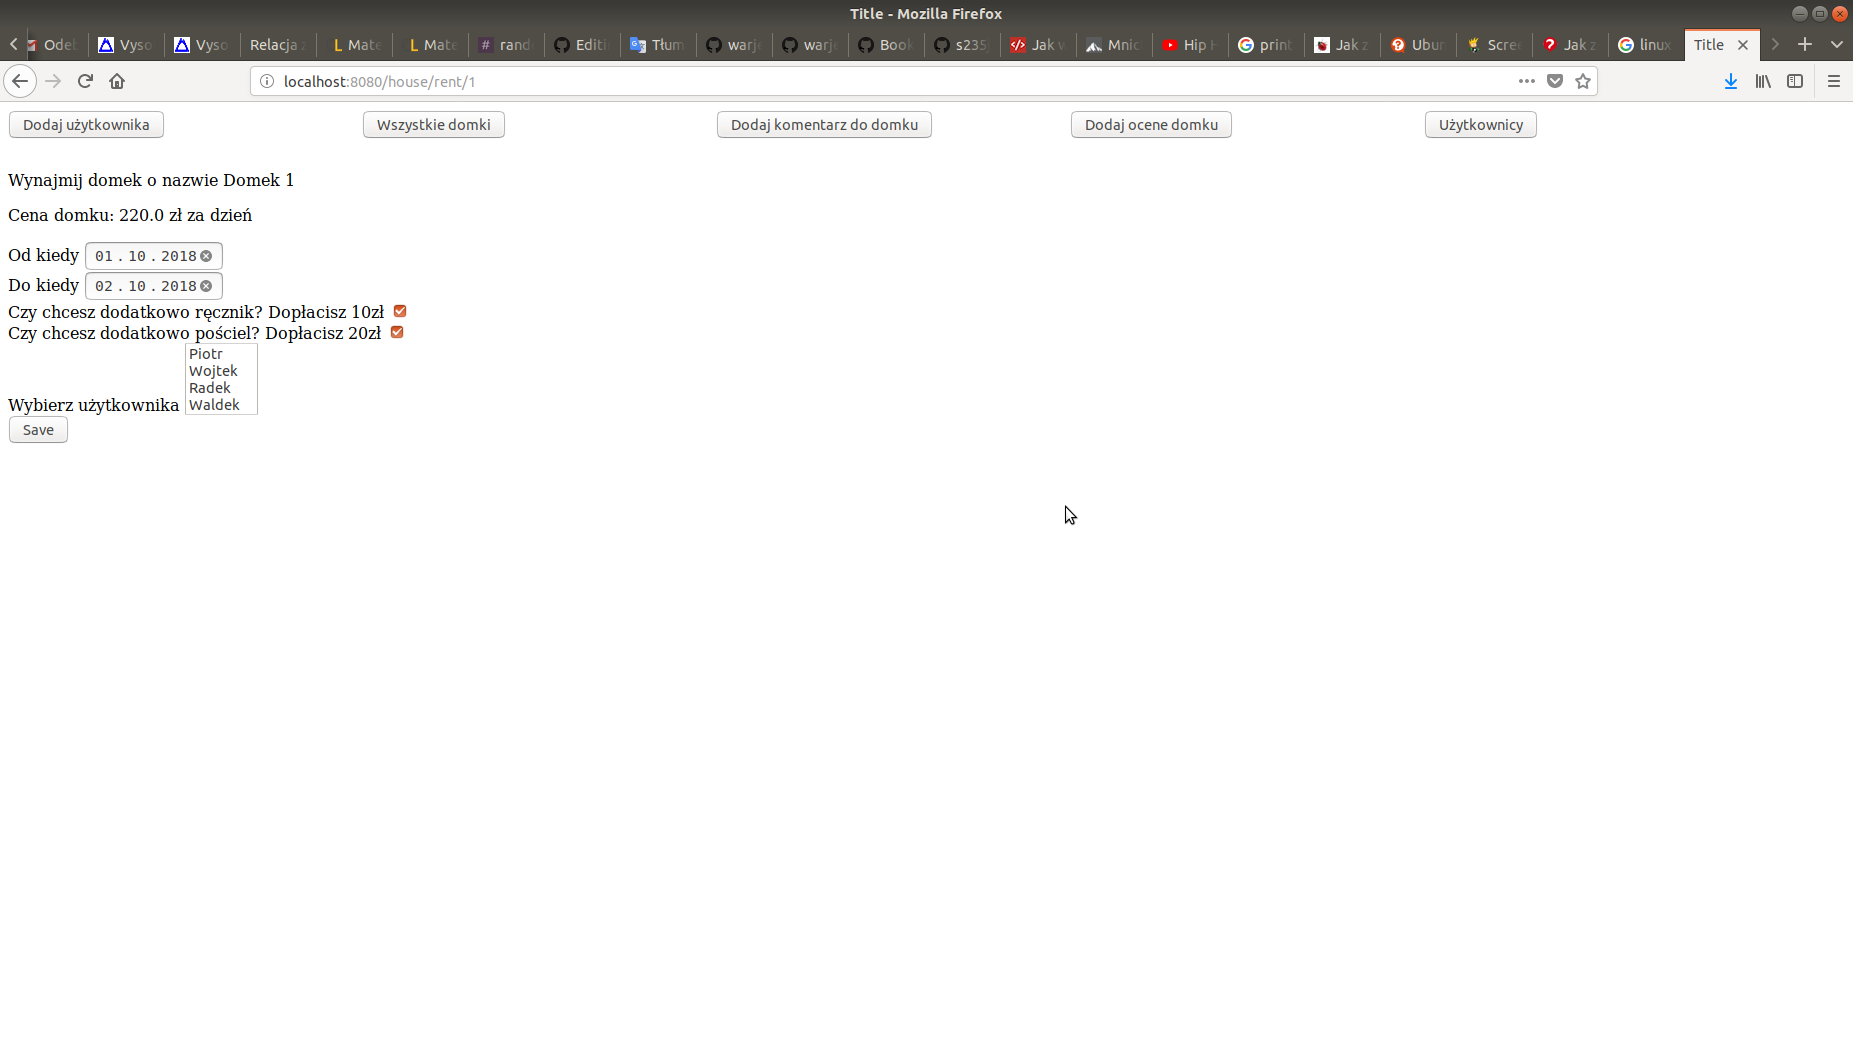 Title - Mozilla Firefox
Odeb Vyso Vyso Relacja z Mate Mate rand Editi Tłum warje warje Book s235 Jak w Mnic Hip H print Jak z Ubun Scree Jak z linux Title
localhost:8080/house/rent/1
Dodaj użytkownika Wszystkie domki Dodaj komentarz do domku Dodaj ocene domku Użytkownicy
Wynajmij domek o nazwie Domek 1
Cena domku: 220.0 zł za dzień
Od kiedy 01.10.2018
Do kiedy 02.10.2018
Czy chcesz dodatkowo ręcznik? Dopłacisz 10zł
Czy chcesz dodatkowo pościel? Dopłacisz 20zł
Piotr
Wojtek
Radek
Waldek
Wybierz użytkownika
Save